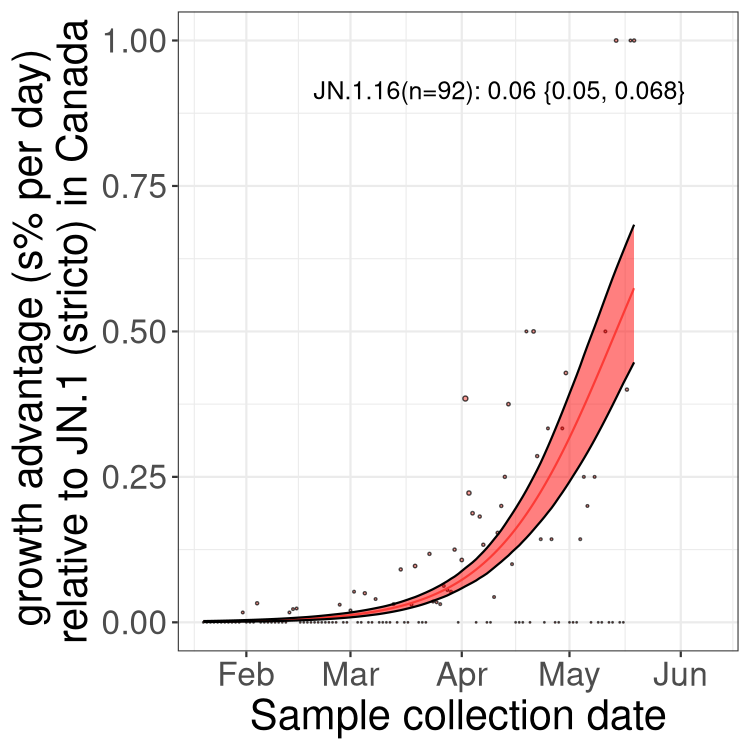 growth advantage (s% per day)
relative to JN.1 (stricto) in Canada
1.00
0.75
0.50
0.25
0.00
JN.1.16(n=92): 0.06 {0.05, 0.068}
Feb Mar Apr May Jun
Sample collection date